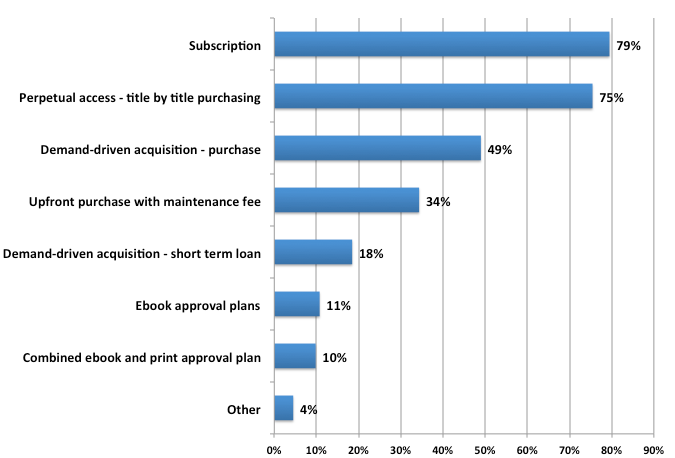 Subscription 79%
Perpetual access - title by title purchasing 75%
Demand-driven acquisition - purchase 49%
Upfront purchase with maintenance fee 34%
Demand-driven acquisition - short term loan 18%
Ebook approval plans 11%
Combined ebook and print approval plan 10%
Other 4%
0% 10% 20% 30% 40% 50% 60% 70% 80% 90%